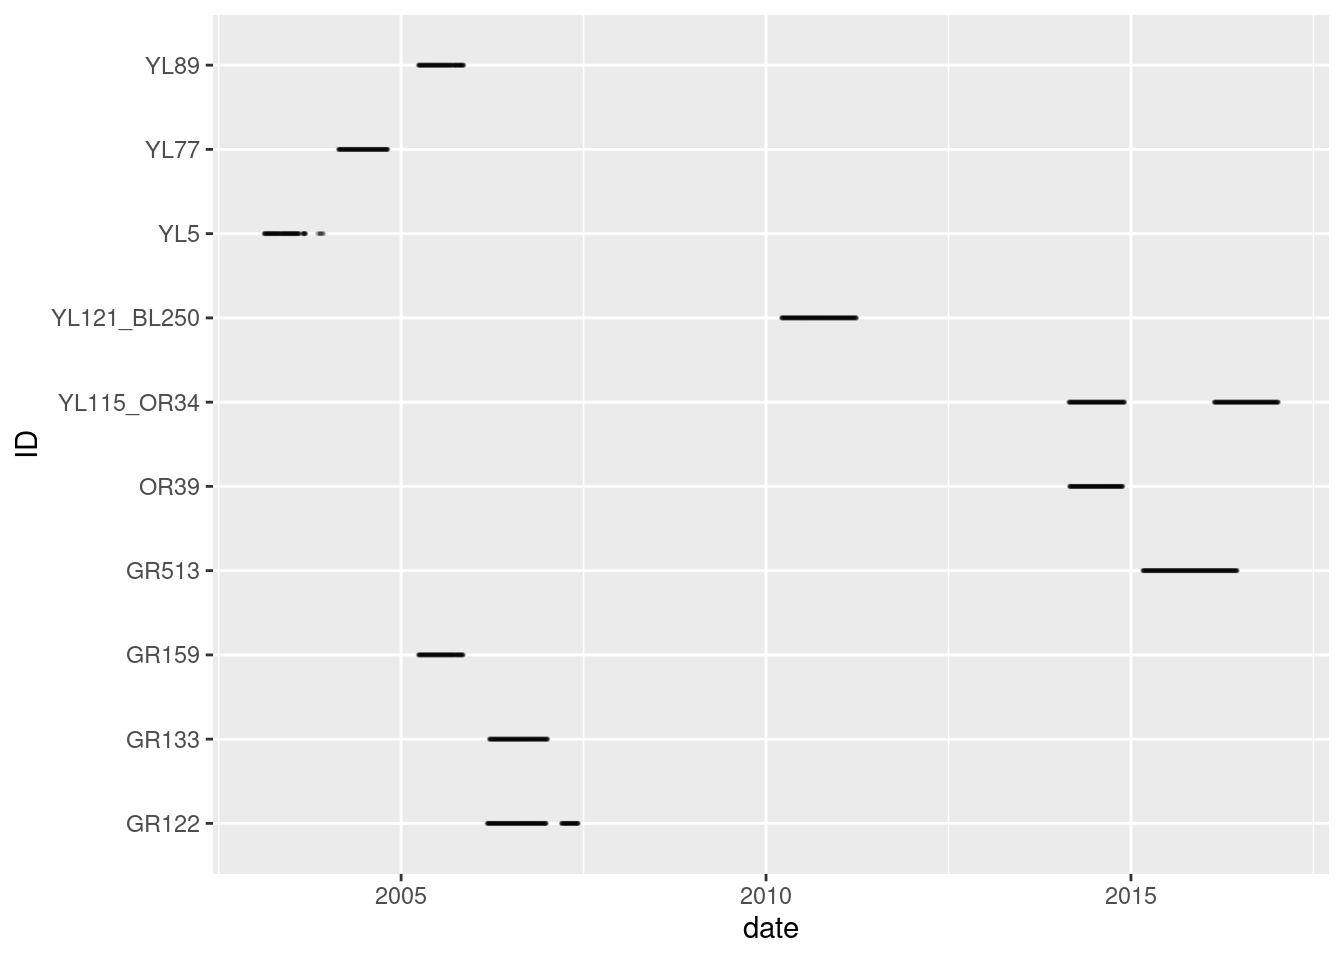 YL89
YL77
YL5
YL121_BL250
YL115_OR34
OR39
GR513
GR159
GR133
GR122
ID
2005 2010 2015
date